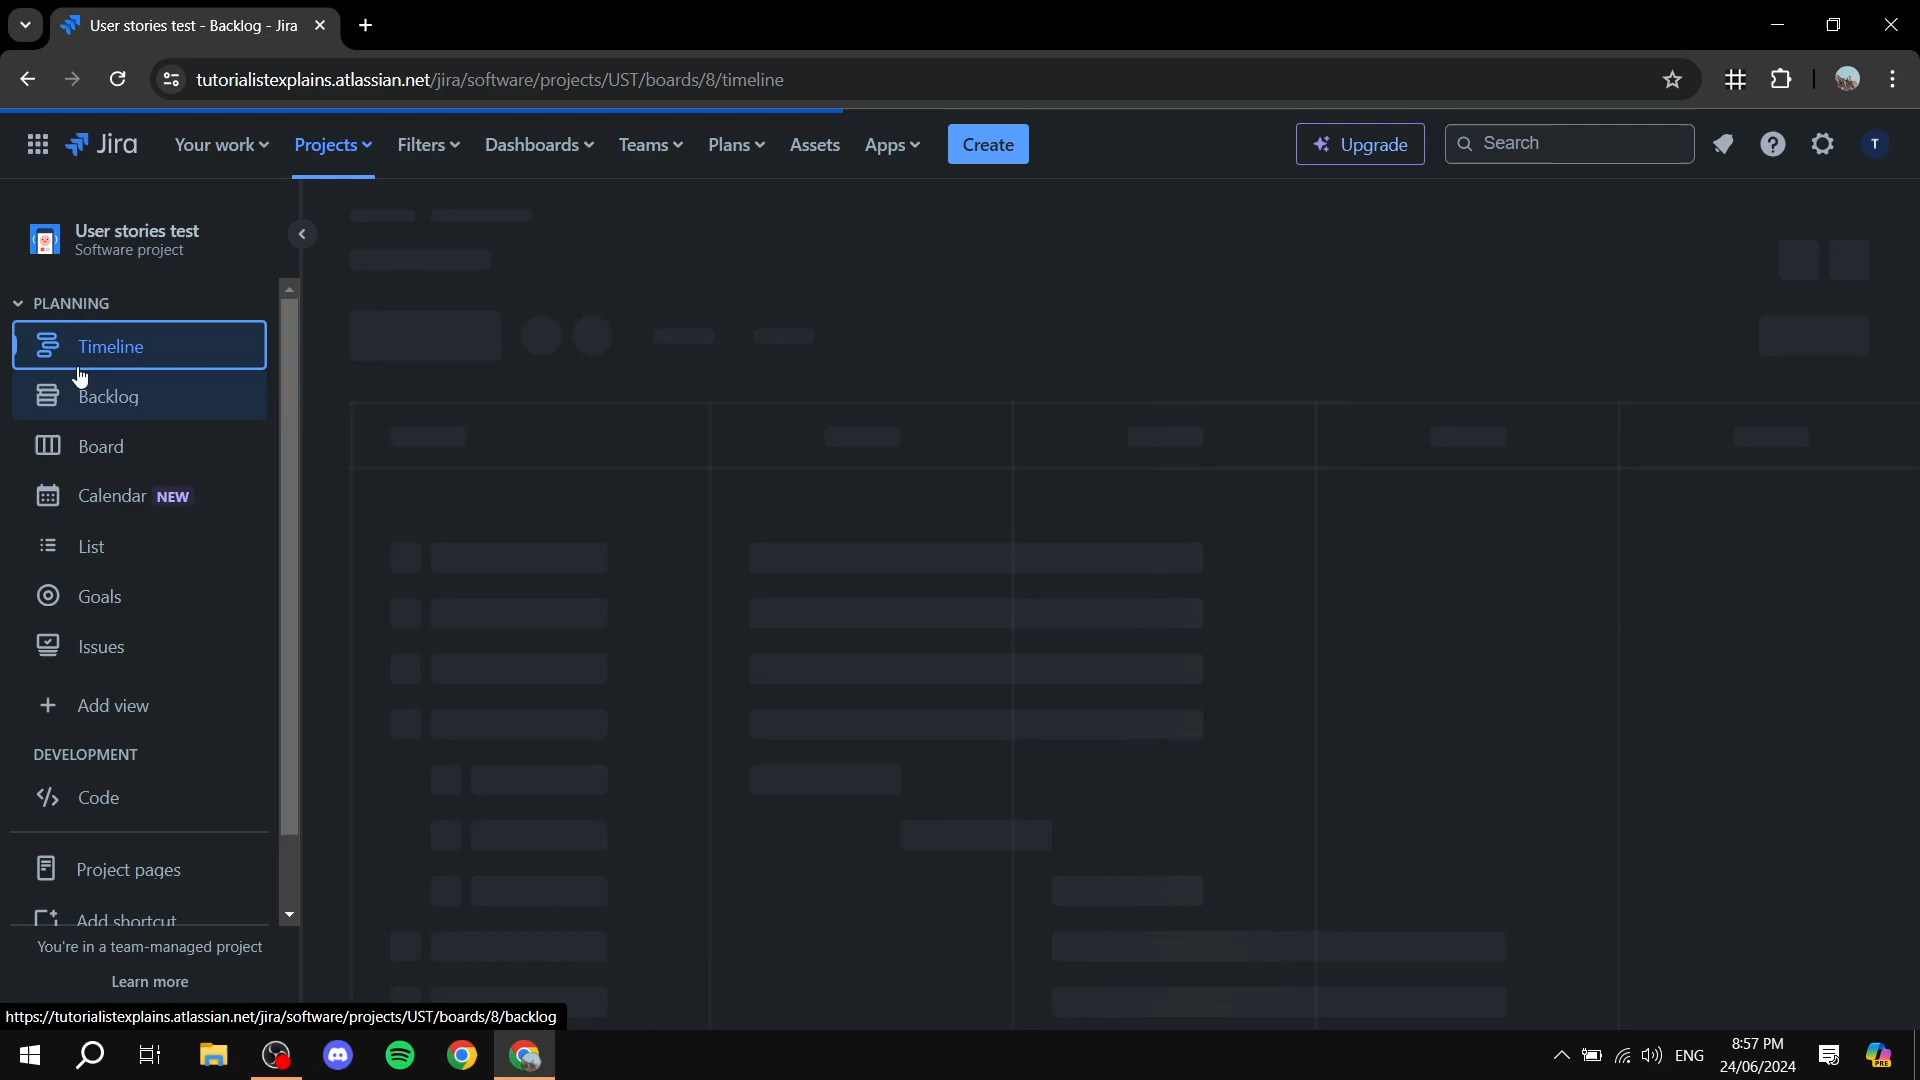 User stories test - Backlog - Jira
tutorialistexplains.atlassian.net/jira/software/projects/UST/boards/8/timeline
Jira
Your work
Projects
Filters
Dashboards
Teams
Plans
Assets
Apps
Create
Upgrade
Search
T
User stories test
Software project
PLANNING
Timeline
Backlog
Board
Calendar NEW
List
Goals
Issues
Add view
DEVELOPMENT
Code
Project pages
Add shortcut
You're in a team-managed project
Learn more
https://tutorialistexplains.atlassian.net/jira/software/projects/UST/boards/8/backlog
ENG
8:57 PM
24/06/2024
PRE